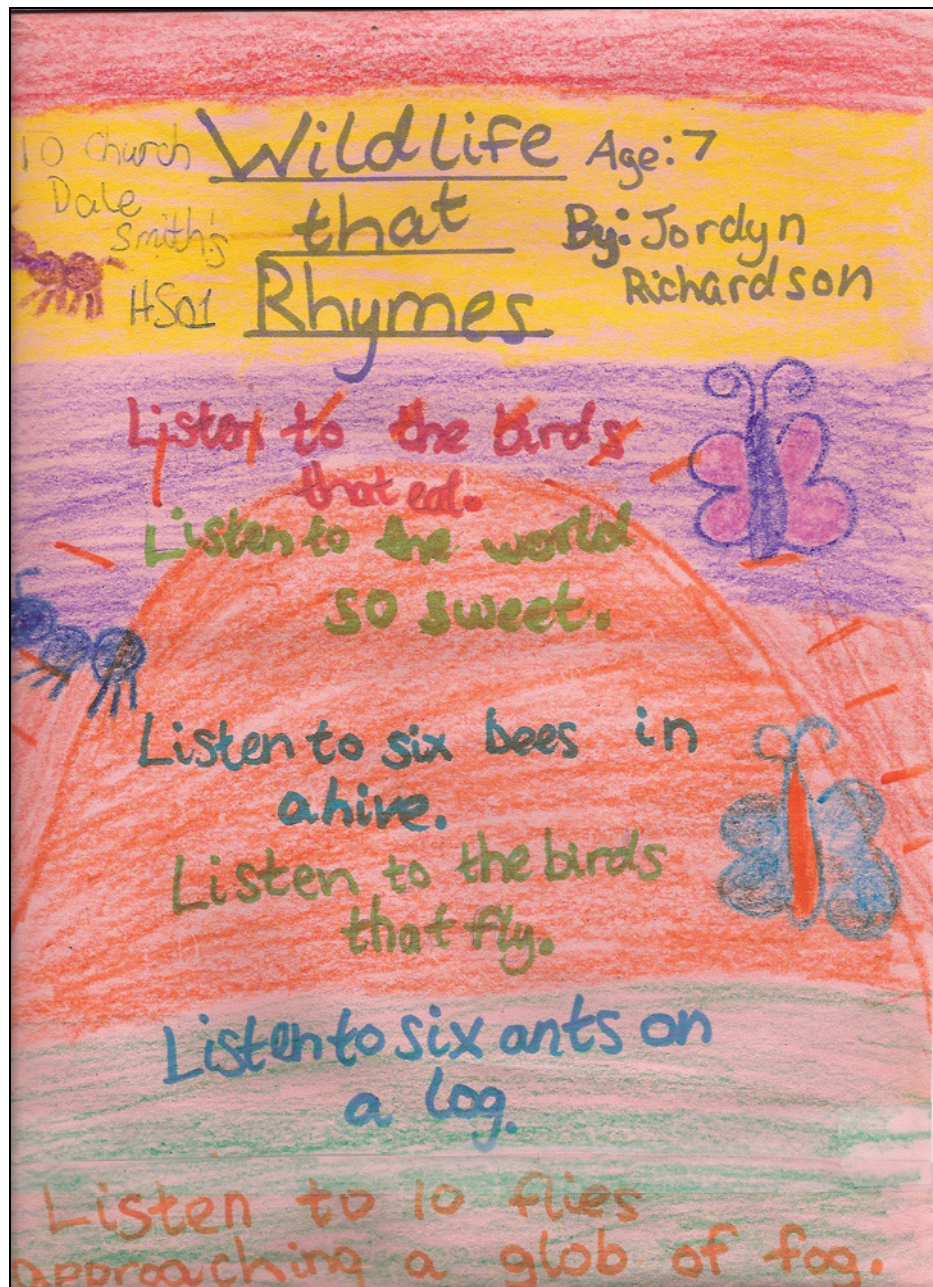 10 Church
Dale
Smith's
HS01
Wildlife
that
Rhymes
Age: 7
By: Jordyn
Richardson
Listen to the birds
that eat.
Listen to the world
so sweet.
Listen to six bees in
a hive.
Listen to the birds
that fly.
Listen to six ants on
a log.
Listen to 10 flies
approaching a glob of fog.